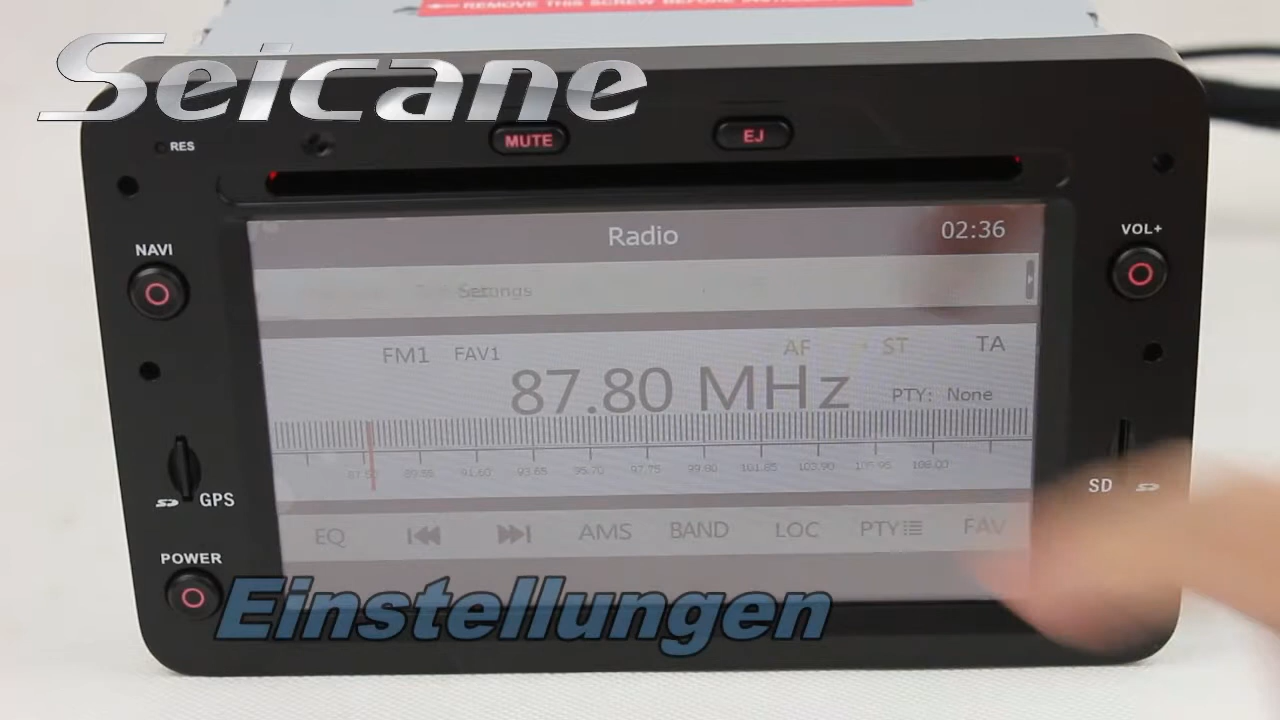 REMOVE THIS SCREW BEFORE
Seicane
MUTE
EJ
RES
NAVI
VOL+
Radio
02:36
Settings
FM1 FAV1 AF ST TA
87.80 MHz
PTY: None
87.50 89.55 91.60 93.65 95.70 97.75 99.80 101.85 103.90 105.95 108.00
GPS
SD
EQ AMS BAND LOC PTY FAV
POWER
Einstellungen